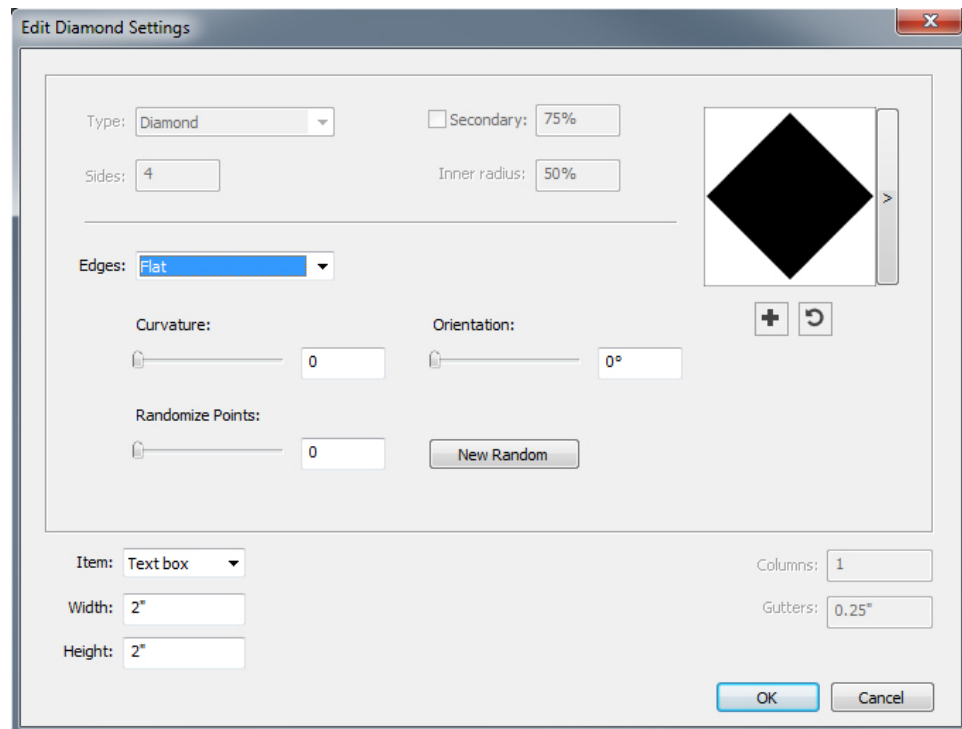 Edit Diamond Settings
Type: Diamond
Secondary: 75%
Sides: 4
Inner radius: 50%
>
Edges: Flat
Curvature:
Orientation:
0
0°
Randomize Points:
0
New Random
Item: Text box
Columns: 1
Width: 2"
Gutters: 0.25"
Height: 2"
OK
Cancel